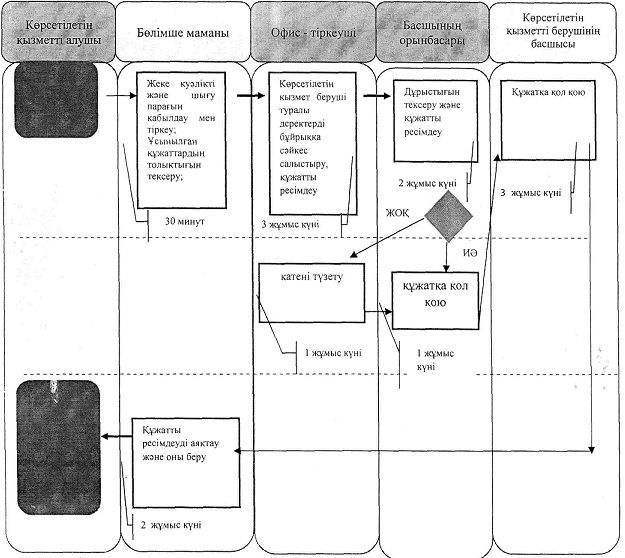 Көрсетілетін
қызметті алушы
Бөлімше маманы
Офис - тіркеуші
Басшының
орынбасары
Көрсетілетін
қызметті берушінің
басшысы
Жеке куәлікті
және шығу
парағын
қабылдау мен
тіркеу;
Ұсынылған
құжаттардың
толықтығын
тексеру;
30 минут
Көрсетілетін
қызмет беруші
туралы
деректерді
бұйрыққа
сәйкес
салыстыру,
құжатты
ресімдеу
3 жұмыс күні
Дұрыстығын
тексеру және
құжатты
ресімдеу
2 жұмыс күні
Құжатқа қол қою
3 жұмыс күні
ЖОҚ
ИӘ
қатені түзету
1 жұмыс күні
құжатқа қол
қою
1 жұмыс
күні
Құжатты
ресімдеуді аяқтау
және оны беру
2 жұмыс күні